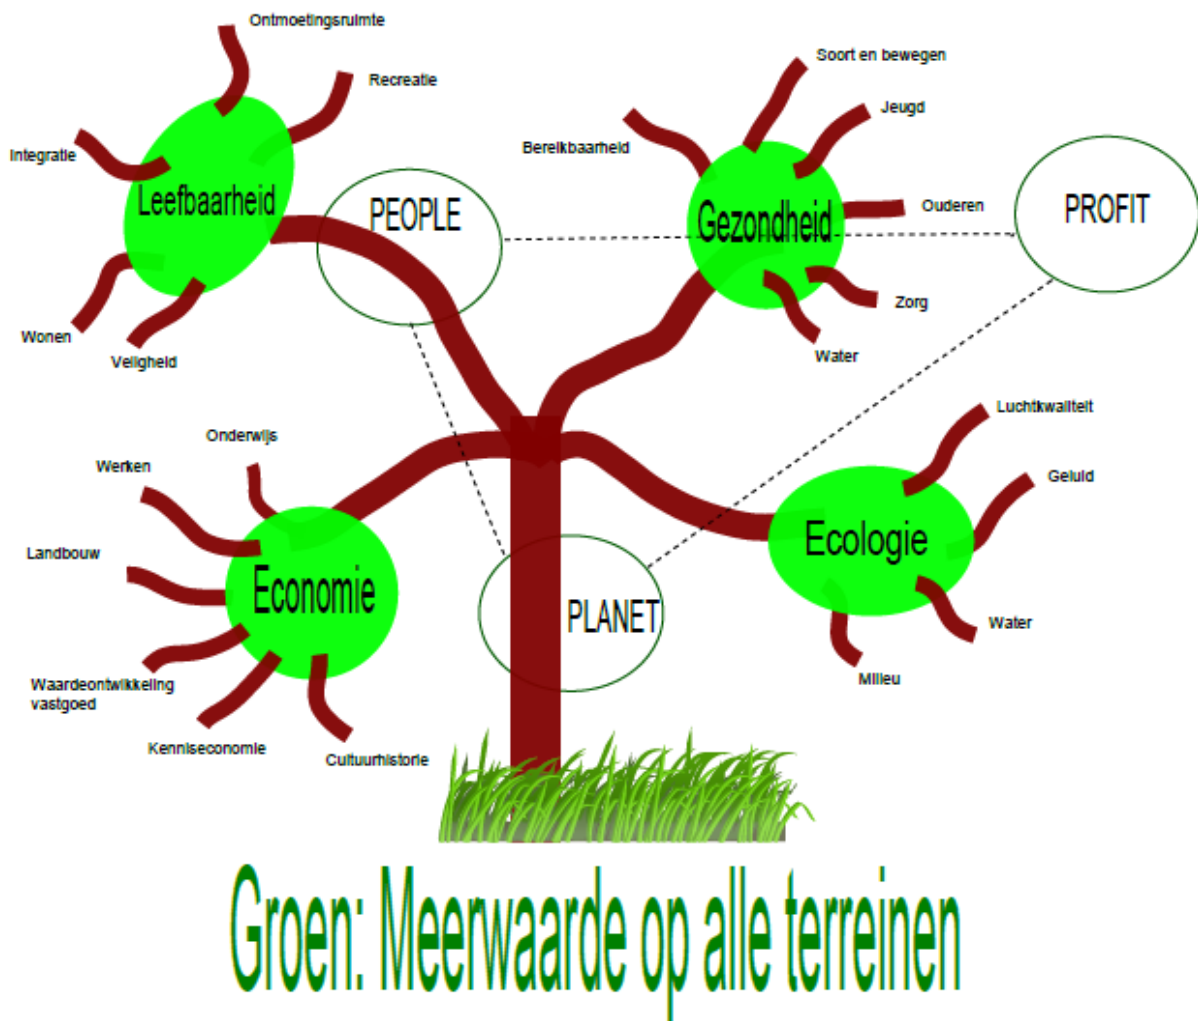 Ontmoetingsruimte
Recreatie
Integratie
Leefbaarheid
Wonen
Veligheid
PEOPLE
Soort en bewegen
Jeugd
Bereikbaarheid
Gezondheid
Ouderen
Zorg
Water
PROFIT
Onderwijs
Werken
Landbouw
Economie
Waardeontwikkeling
vastgoed
Kenniseconomie
Cultuurhistorie
PLANET
Luchtkwaliteit
Geluid
Ecologie
Water
Milieu
Groen: Meerwaarde op alle terreinen